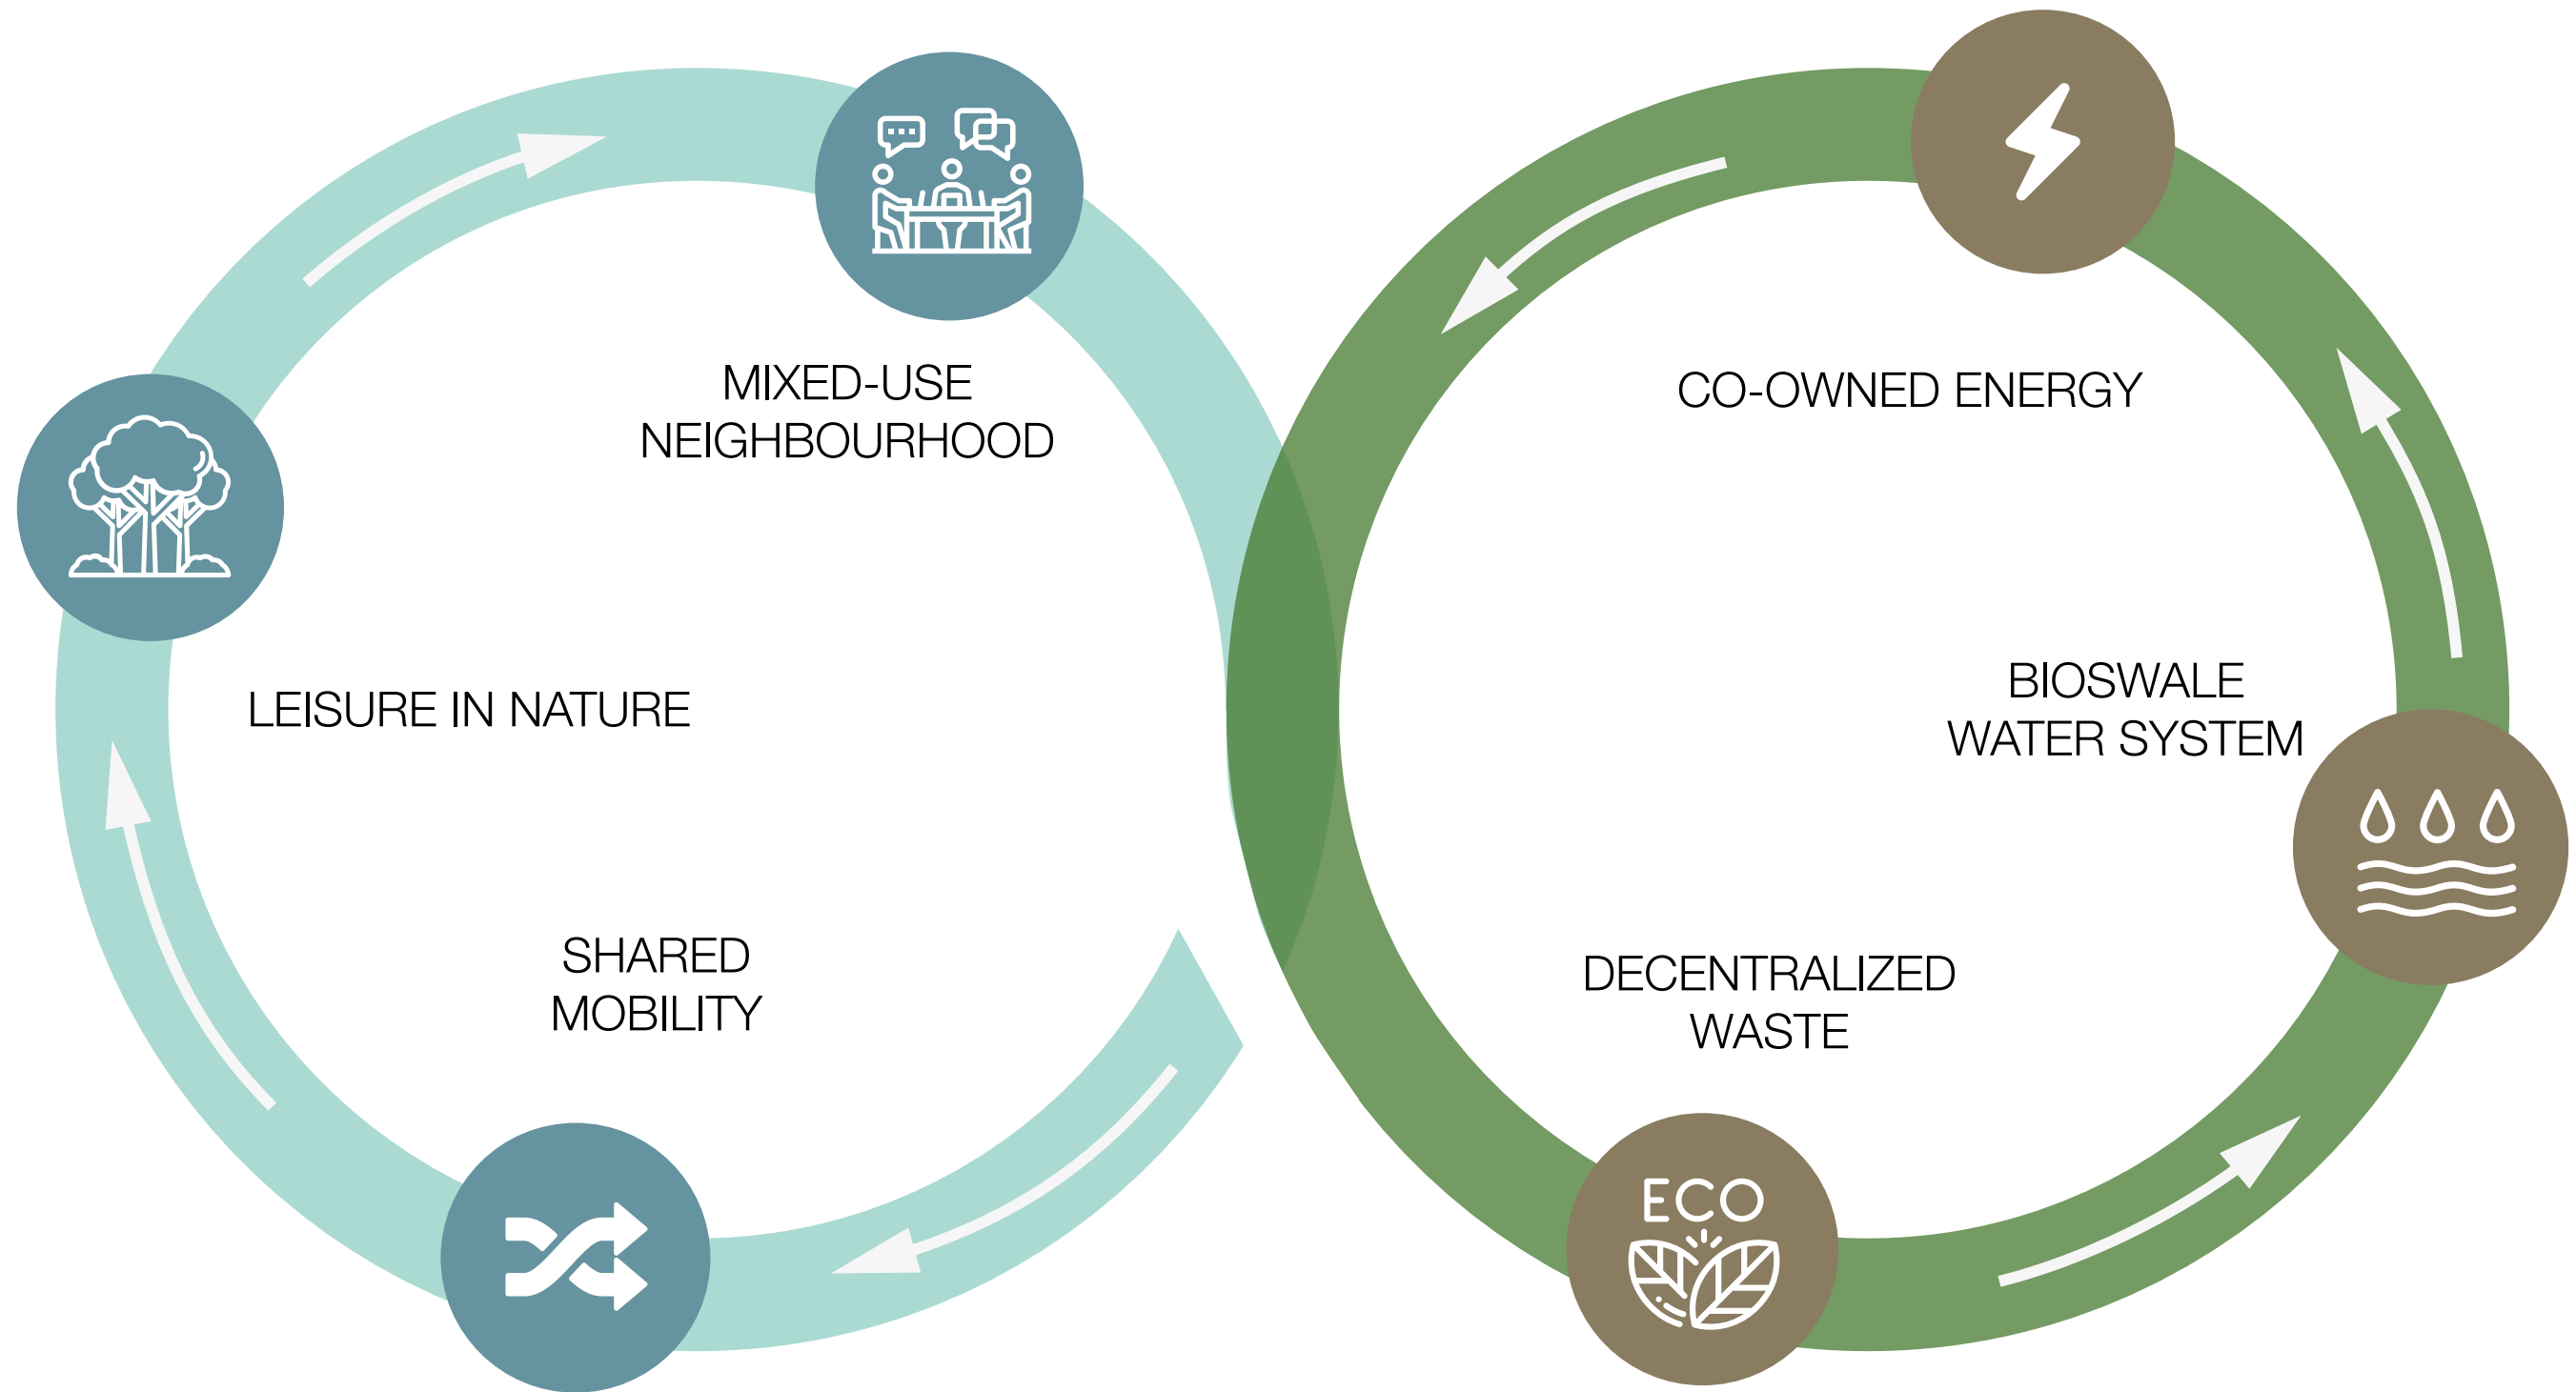 MIXED-USE
NEIGHBOURHOOD
LEISURE IN NATURE
SHARED
MOBILITY
CO-OWNED ENERGY
BIOSWALE
WATER SYSTEM
DECENTRALIZED
WASTE
ECO